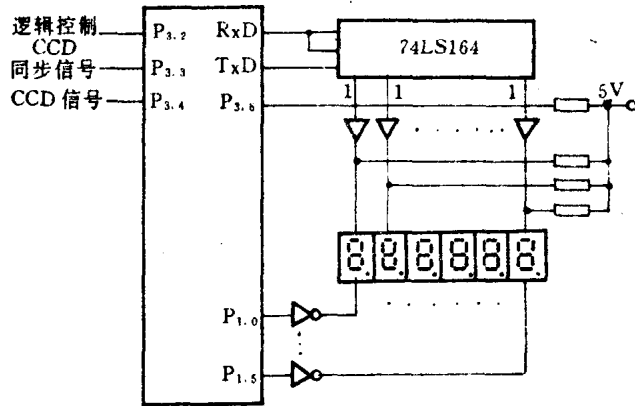 逻辑控制
CCD
同步信号
CCD 信号
P3.2
P3.3
P3.4
RxD
TxD
P3.6
74LS164
1
1
1
5V
P1.0
P1.5